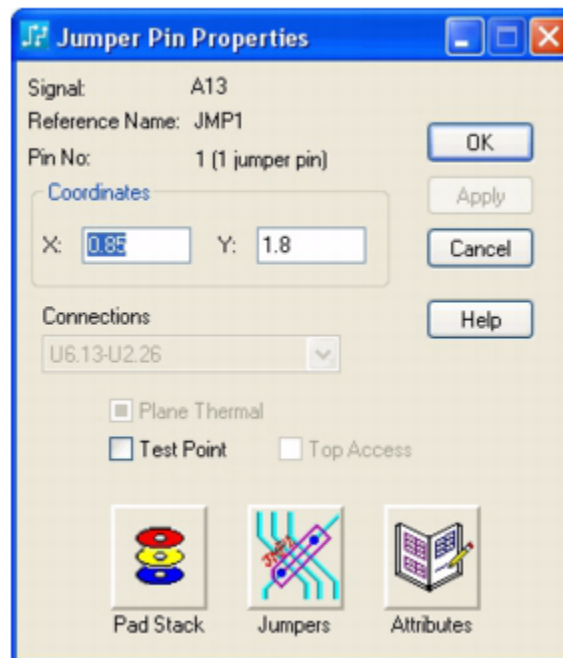 Jumper Pin Properties
Signal: A13
Reference Name: JMP1
Pin No: 1 (1 jumper pin)
OK
Coordinates
Apply
X: 0.85 Y: 1.8
Cancel
Connections
Help
U6.13-U2.26
Plane Thermal
Test Point Top Access
JMP1
Pad Stack Jumpers Attributes